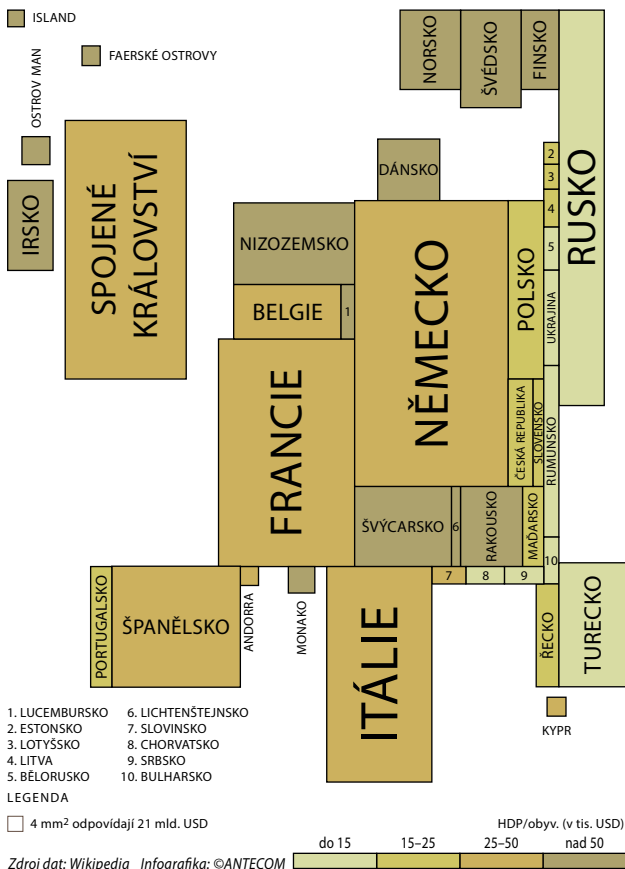 ISLAND
FAERSKÉ OSTROVY
OSTROV MAN
IRSKO
SPOJENÉ
KRÁLOVSTVÍ
NORSKO
ŠVÉDSKO
FINSKO
RUSKO
DÁNSKO
2
3
4
5
NIZOZEMSKO
BELGIE
1
NĚMECKO
POLSKO
UKRAJINA
FRANCIE
ČESKÁ REPUBLIKA
SLOVENSKO
RUMUNSKO
ŠVÝCARSKO
6
RAKOUSKO
MAĎARSKO
10
PORTUGALSKO
ŠPANĚLSKO
ANDORRA
MONAKO
ITÁLIE
7
8
9
ŘECKO
TURECKO
KYPR
1. LUCEMBURSKO
2. ESTONSKO
3. LOTYŠSKO
4. LITVA
5. BĚLORUSKO
6. LICHTENŠTEJNSKO
7. SLOVINSKO
8. CHORVATSKO
9. SRBSKO
10. BULHARSKO
LEGENDA
4 mm² odpovídají 21 mld. USD
HDP/obyv. (v tis. USD)
do 15
15–25
25–50
nad 50
Zdroj dat: Wikipedia Infografika: ©ANTECOM